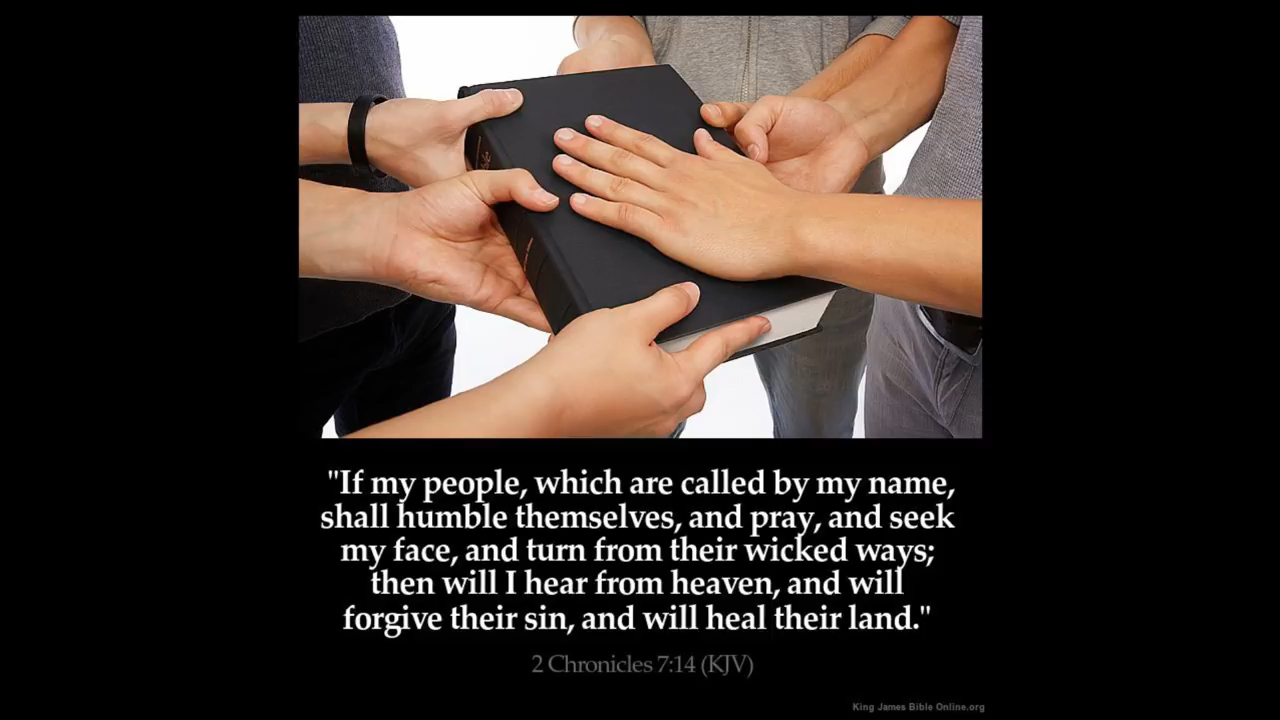 "If my people, which are called by my name,
shall humble themselves, and pray, and seek
my face, and turn from their wicked ways;
then will I hear from heaven, and will
forgive their sin, and will heal their land."
2 Chronicles 7:14 (KJV)
King James Bible Online.org